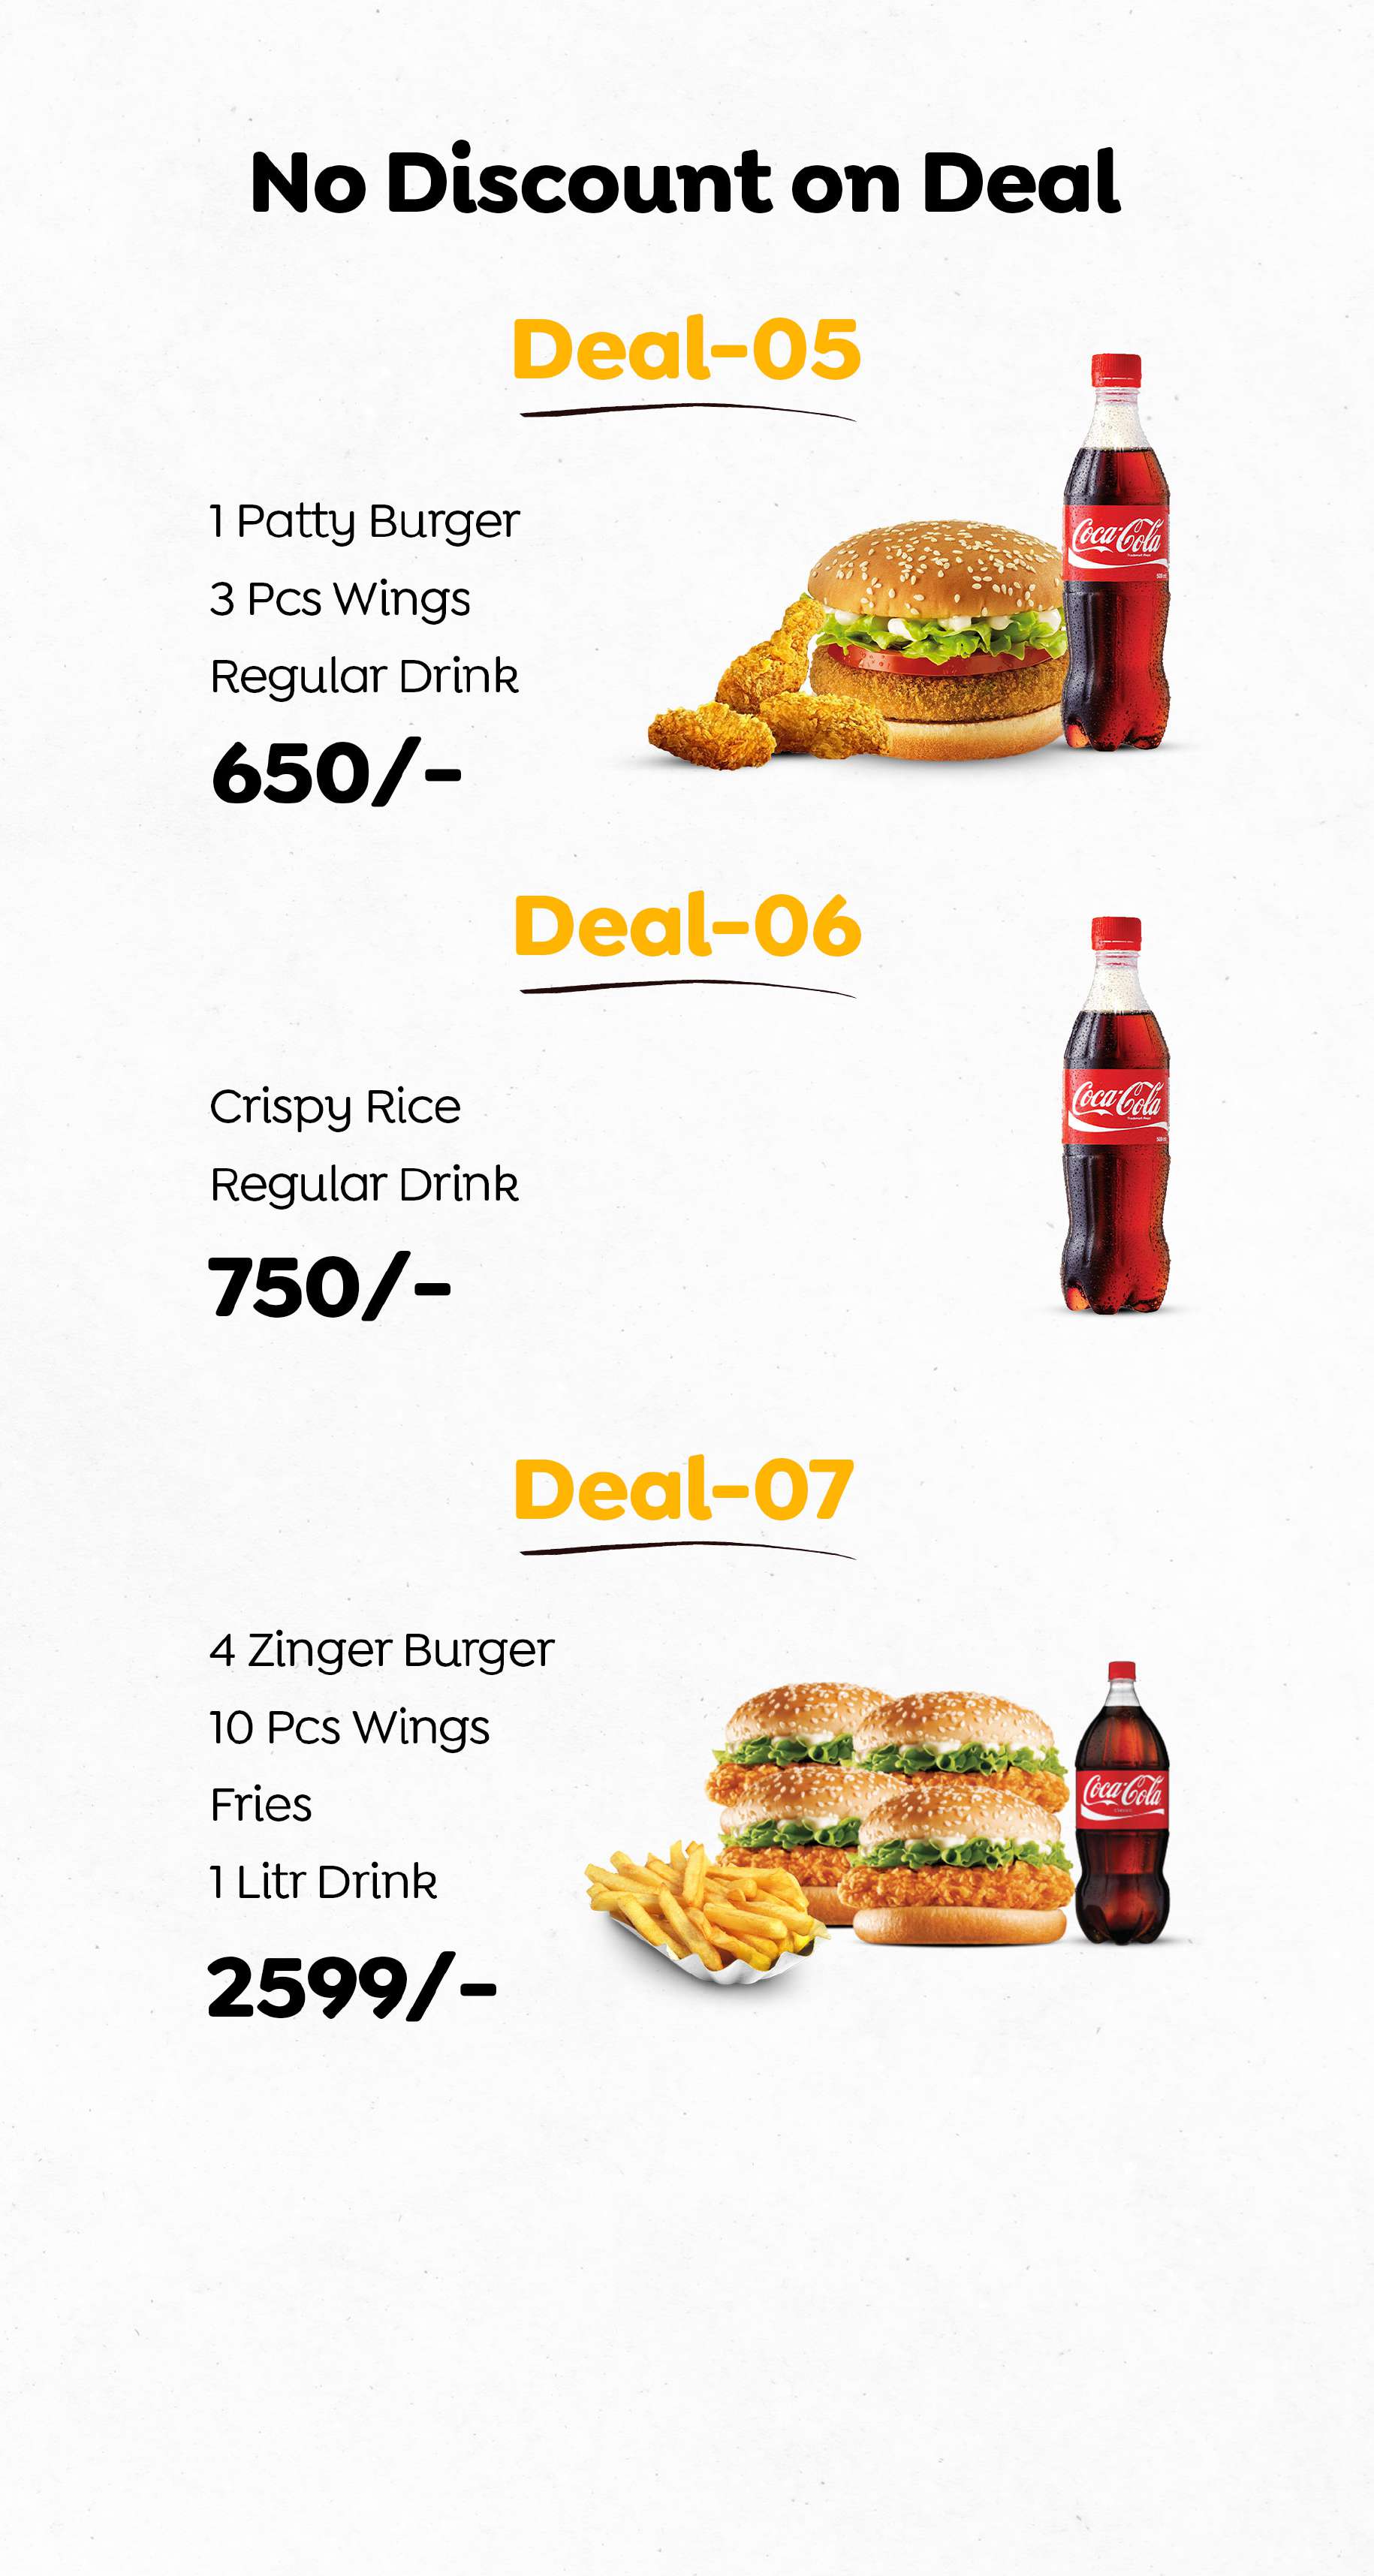 No Discount on Deal
Deal-05
1 Patty Burger
3 Pcs Wings
Regular Drink
650/-
Coca-Cola
Deal-06
Crispy Rice
Regular Drink
750/-
Coca-Cola
Deal-07
4 Zinger Burger
10 Pcs Wings
Fries
1 Litr Drink
2599/-
Coca-Cola